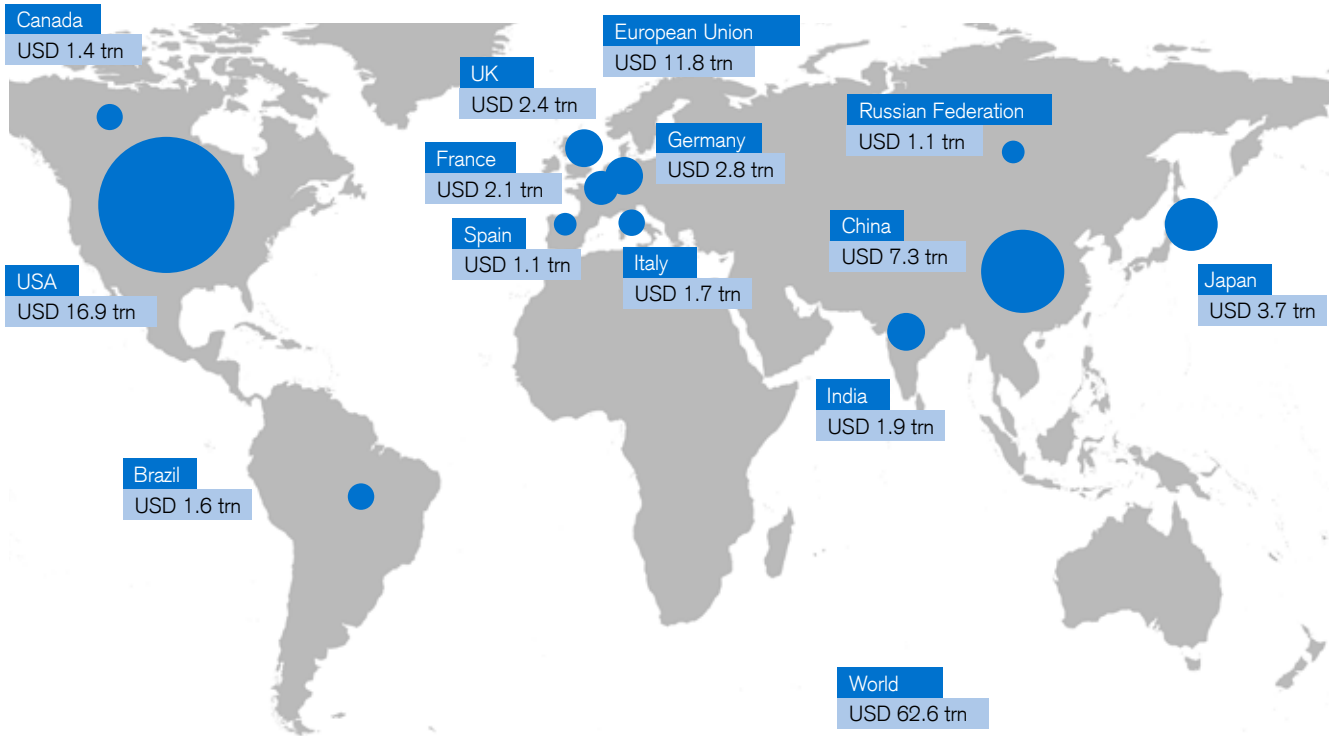 Canada
USD 1.4 trn
European Union
USD 11.8 trn
UK
USD 2.4 trn
Russian Federation
USD 1.1 trn
Germany
USD 2.8 trn
France
USD 2.1 trn
Spain
USD 1.1 trn
Italy
USD 1.7 trn
China
USD 7.3 trn
USA
USD 16.9 trn
Japan
USD 3.7 trn
India
USD 1.9 trn
Brazil
USD 1.6 trn
World
USD 62.6 trn